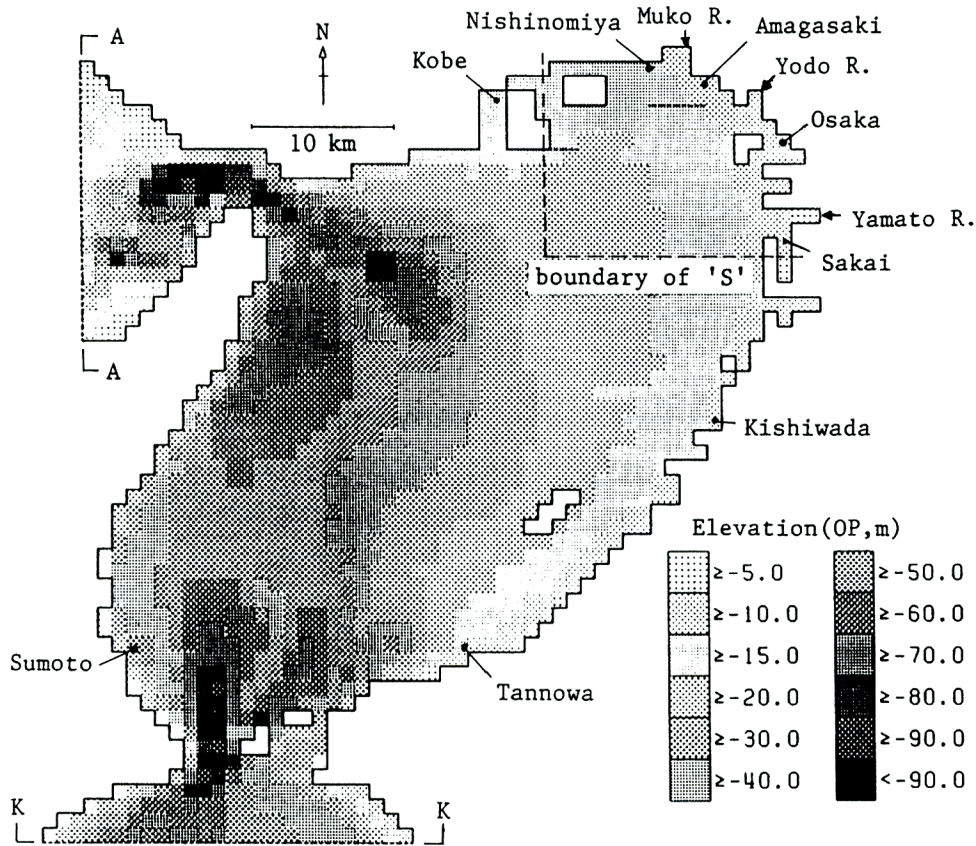 A
N
Nishinomiya
Muko R.
Amagasaki
Kobe
Yodo R.
10 km
Osaka
Yamato R.
Sakai
boundary of 'S'
A
Kishiwada
Elevation(OP,m)
≥-5.0
≥-10.0
≥-15.0
≥-20.0
≥-30.0
≥-40.0
≥-50.0
≥-60.0
≥-70.0
≥-80.0
≥-90.0
<-90.0
Sumoto
Tannowa
K
K